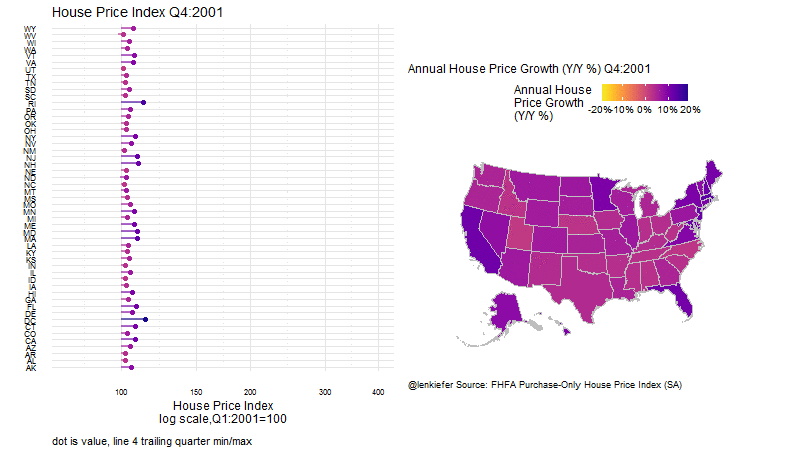 House Price Index Q4:2001
WY
WV
WI
WA
VT
VA
UT
TX
TN
SD
SC
RI
PA
OR
OK
OH
NY
NV
NM
NJ
NH
NE
ND
NC
MT
MS
MO
MN
MI
ME
MD
MA
LA
KY
KS
IN
IL
ID
IA
HI
GA
FL
DE
DC
CT
CO
CA
AZ
AR
AL
AK
100 150 200 300 400
House Price Index
log scale,Q1:2001=100
dot is value, line 4 trailing quarter min/max
Annual House Price Growth (Y/Y %) Q4:2001
Annual House
Price Growth
(Y/Y %)
-20% -10% 0% 10% 20%
@lenkiefer Source: FHFA Purchase-Only House Price Index (SA)